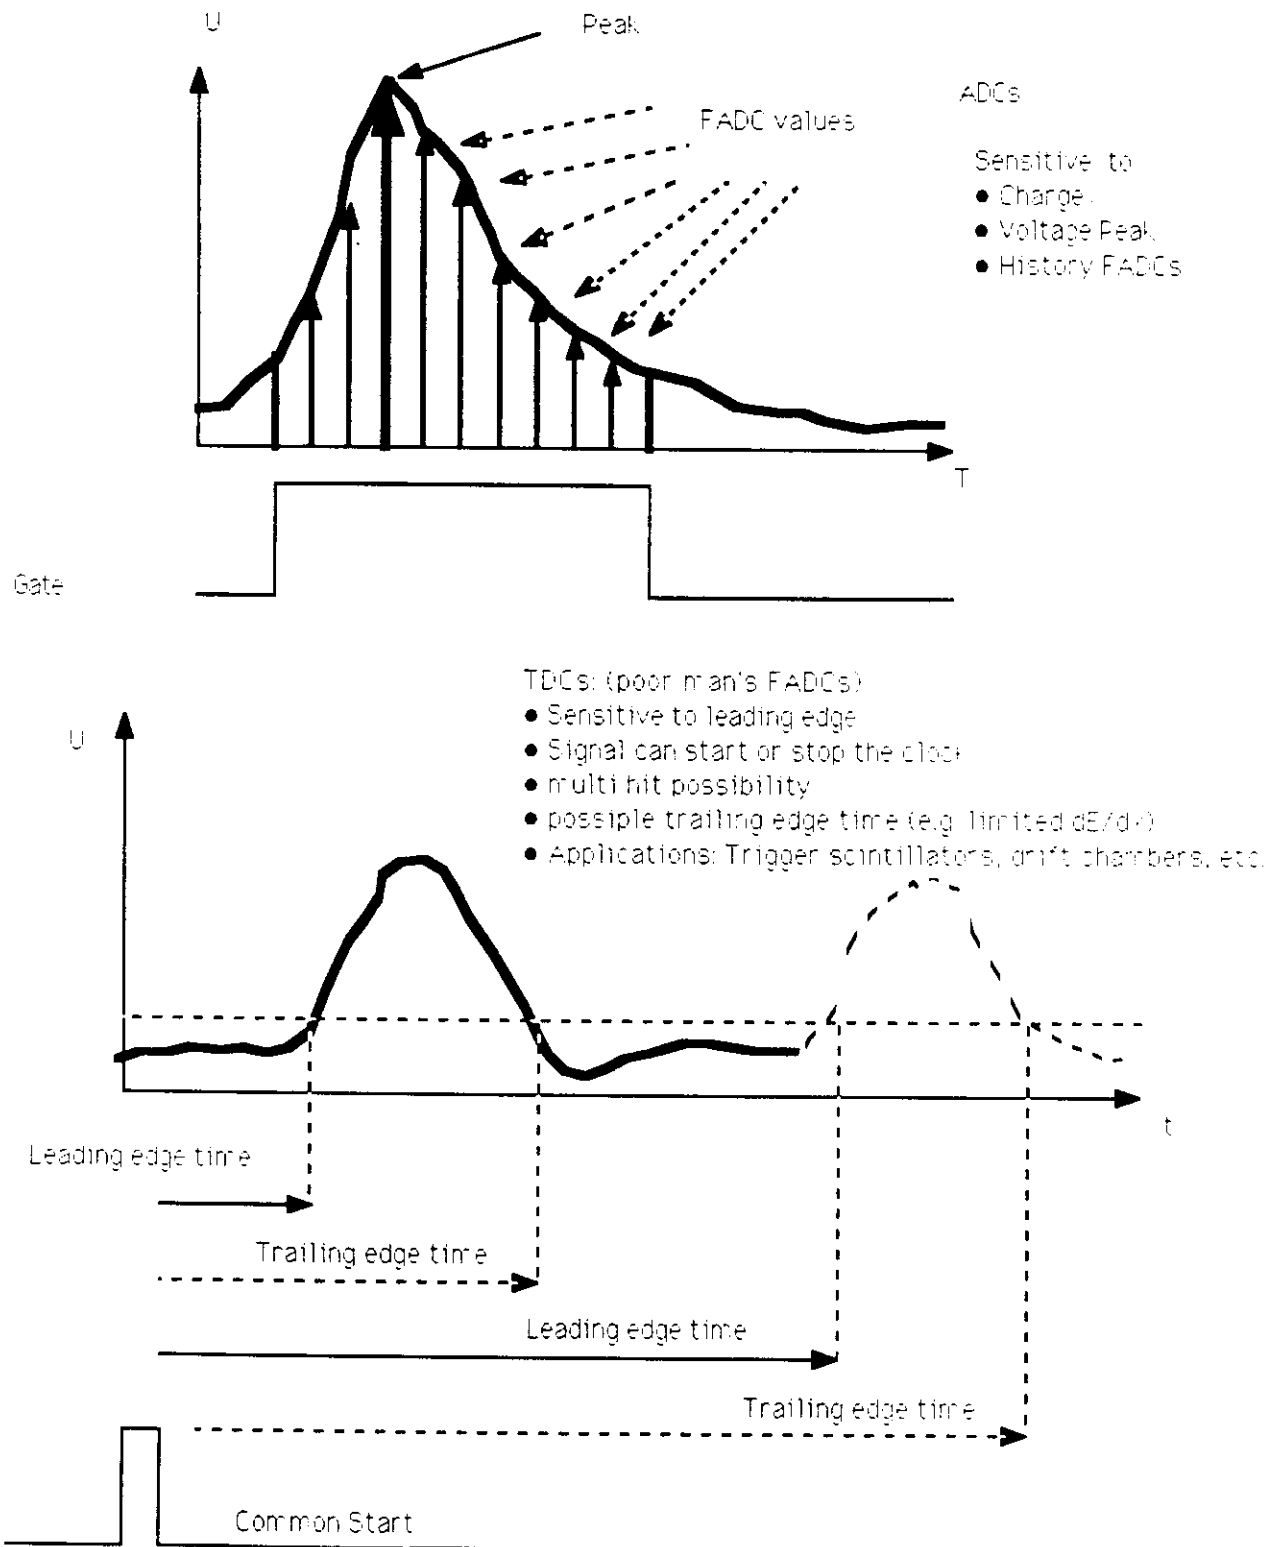 U
Peak
ADCs
FADC values
Sensitive to
● Charge
● Voltage Peak
● History FADCs
T
Gate
TDCs: (poor man's FADCs)
● Sensitive to leading edge
● Signal can start or stop the clock
● multi hit possibility
● possiple trailing edge time (e.g. limited dE/dx)
● Applications: Trigger scintillators, drift chambers, etc.
U
t
Leading edge time
Trailing edge time
Leading edge time
Trailing edge time
Common Start